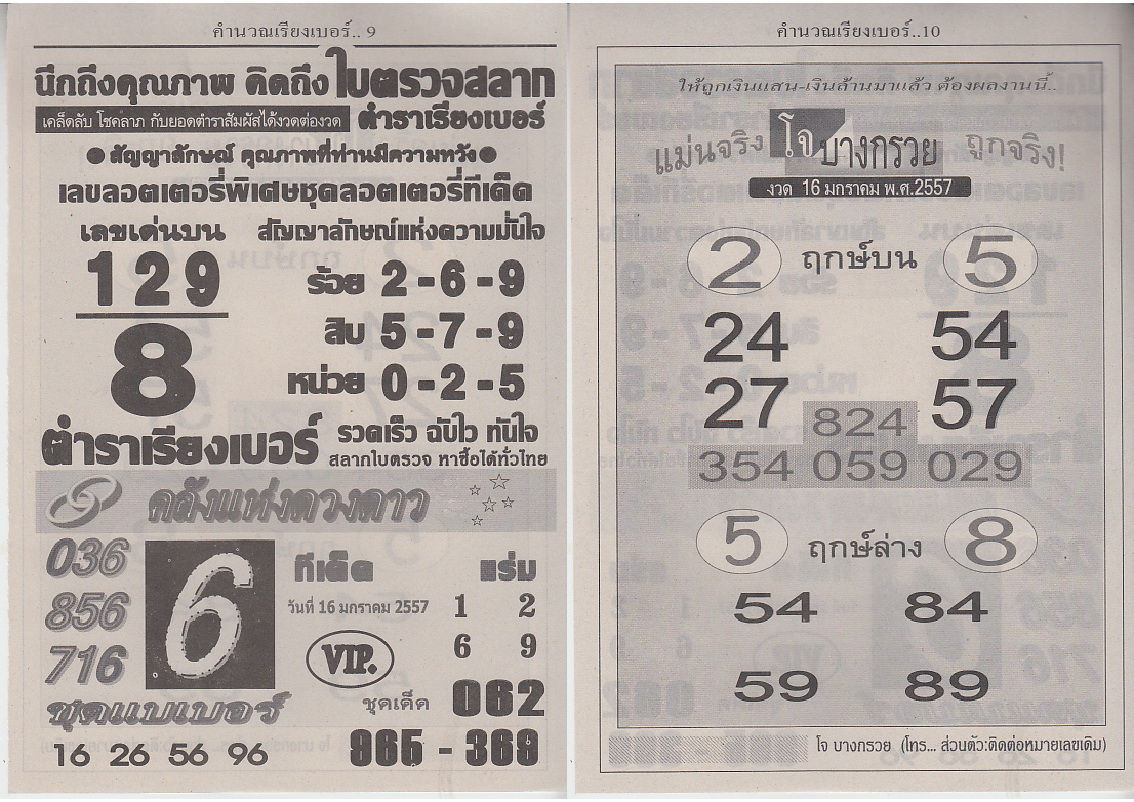 คำนวณเรียงเบอร์..9
นึกถึงคุณภาพ คิดถึง ใบตรวจสลาก
เคล็ดลับ โชคลาภ กับยอดตำราสัมผัสได้งวดต่องวด ตำราเรียงเบอร์
● สัญญาลักษณ์ คุณภาพที่ท่านมีความหวัง ●
เลขลอตเตอรี่พิเศษชุดลอตเตอรี่ทีเด็ด
เลขเด่นบน สัญญาลักษณ์แห่งความมั่นใจ
129
8
ร้อย 2-6-9
สิบ 5-7-9
หน่วย 0-2-5
ตำราเรียงเบอร์ รวดเร็ว ฉับไว ทันใจ
สลากใบตรวจ หาซื้อได้ทั่วไทย
คลังแห่งดวงดาว
036
856
716
6
ทีเด็ด
วันที่ 16 มกราคม 2557
VIP.
แร่ม
1 2
6 9
ชุดเด็ด 062
ชุดแบเบอร์
16 26 56 96
965 - 369
คำนวณเรียงเบอร์..10
ให้ถูกเงินแสน-เงินล้านมาแล้ว ต้องผลงานนี้..
แม่นจริง โจ บางกรวย ถูกจริง!
งวด 16 มกราคม พ.ศ.2557
2 ฤกษ์บน 5
24 54
27 57
824
354 059 029
5 ฤกษ์ล่าง 8
54 84
59 89
โจ บางกรวย (โทร... ส่วนตัว:ติดต่อหมายเลขเดิม)